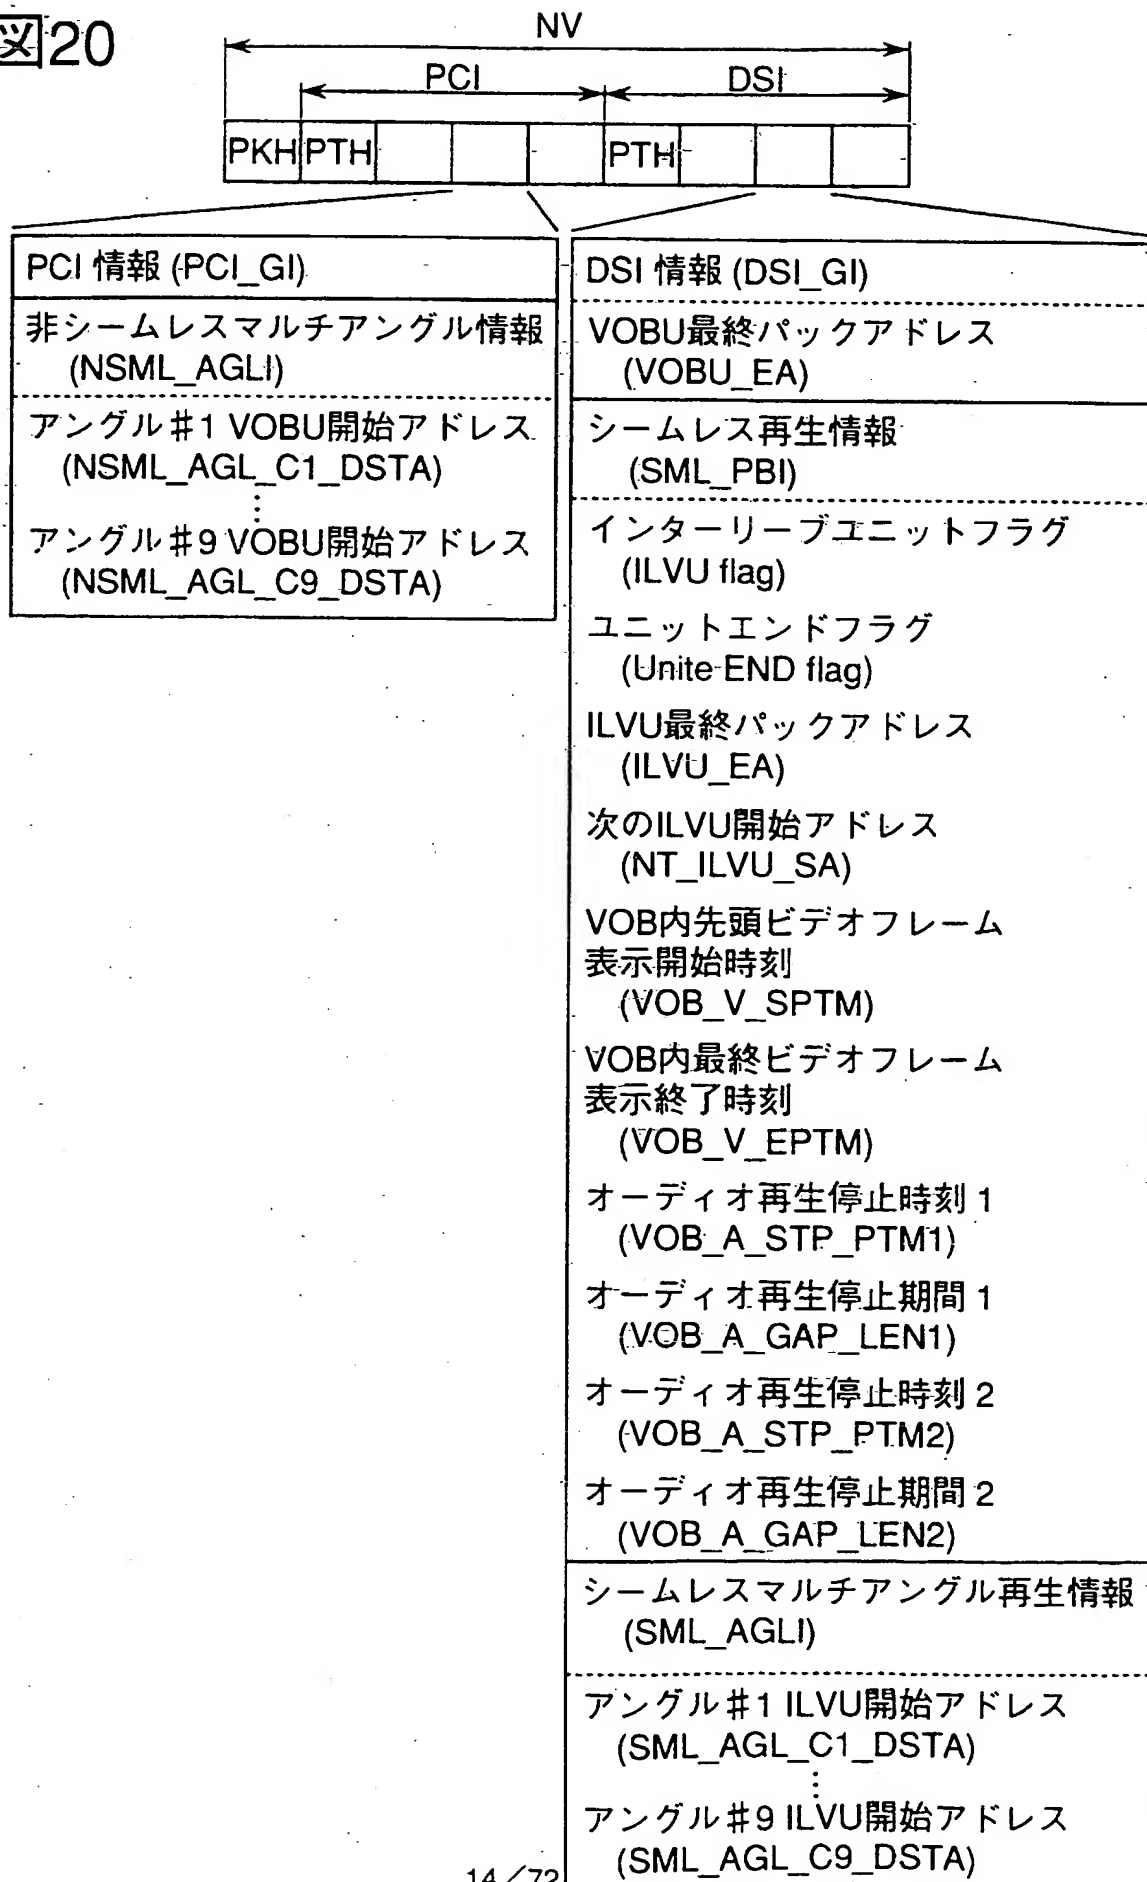 図20
NV
PCI
DSI
PKH PTH PTH
PCI 情報 (PCI_GI)
非シームレスマルチアングル情報
(NSML_AGLI)
アングル#1 VOBU開始アドレス
(NSML_AGL_C1_DSTA)
⋮
アングル#9 VOBU開始アドレス
(NSML_AGL_C9_DSTA)
DSI 情報 (DSI_GI)
VOBU最終パックアドレス
(VOBU_EA)
シームレス再生情報
(SML_PBI)
インターリーブユニットフラグ
(ILVU flag)
ユニットエンドフラグ
(Unite END flag)
ILVU最終パックアドレス
(ILVU_EA)
次のILVU開始アドレス
(NT_ILVU_SA)
VOB内先頭ビデオフレーム
表示開始時刻
(VOB_V_SPTM)
VOB内最終ビデオフレーム
表示終了時刻
(VOB_V_EPTM)
オーディオ再生停止時刻 1
(VOB_A_STP_PTM1)
オーディオ再生停止期間 1
(VOB_A_GAP_LEN1)
オーディオ再生停止時刻 2
(VOB_A_STP_PTM2)
オーディオ再生停止期間 2
(VOB_A_GAP_LEN2)
シームレスマルチアングル再生情報
(SML_AGLI)
アングル#1 ILVU開始アドレス
(SML_AGL_C1_DSTA)
⋮
アングル#9 ILVU開始アドレス
(SML_AGL_C9_DSTA)
14/72